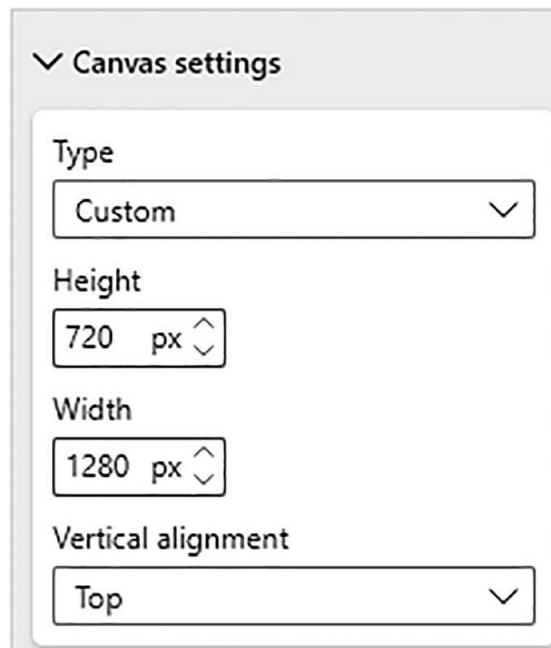 Canvas settings
Type
Custom
Height
720 px
Width
1280 px
Vertical alignment
Top